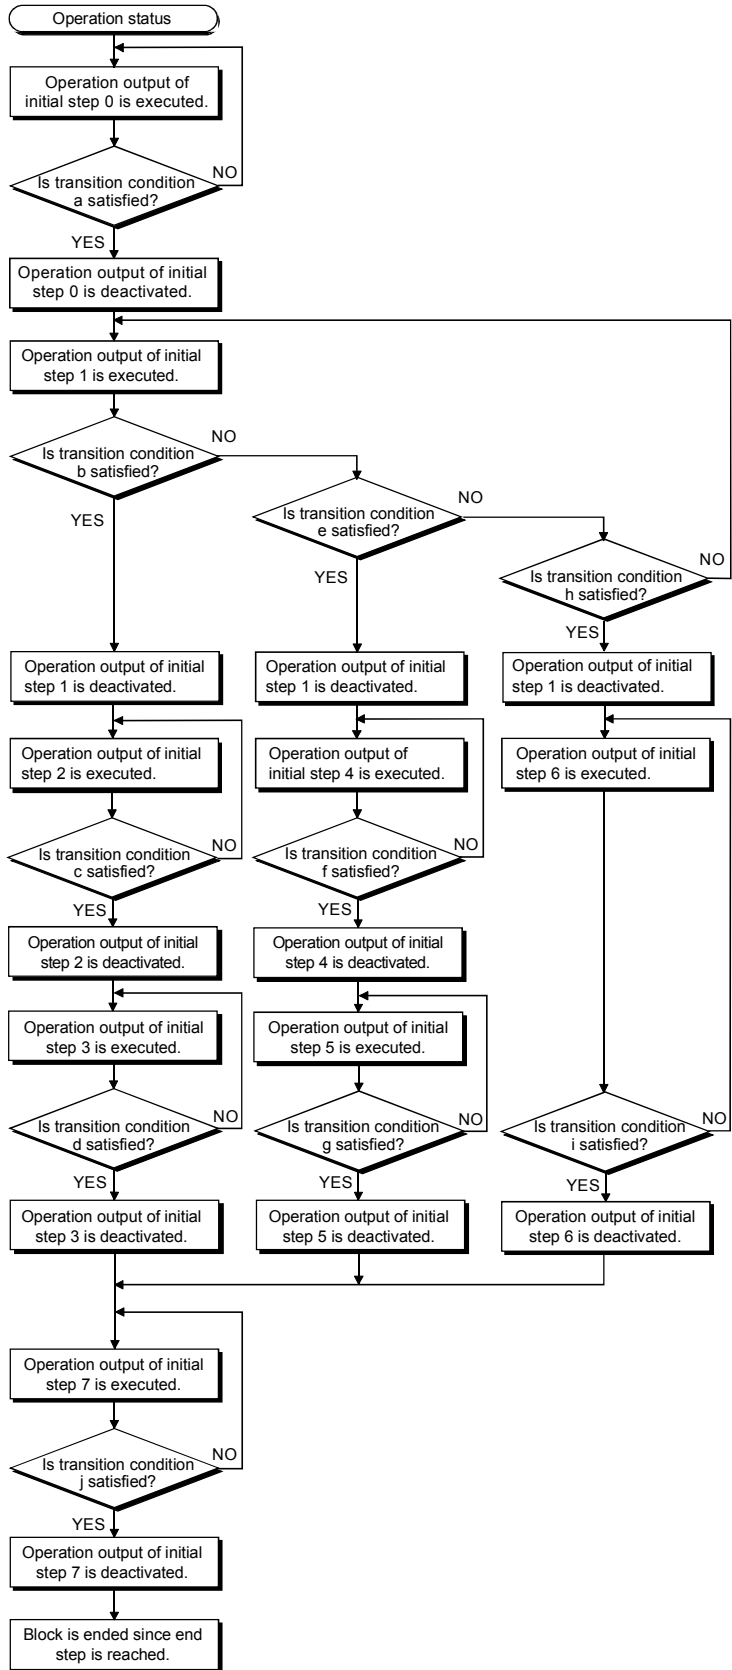 Operation status
Operation output of
initial step 0 is executed.
NO
Is transition condition
a satisfied?
YES
Operation output of initial
step 0 is deactivated.
Operation output of initial
step 1 is executed.
NO
Is transition condition
b satisfied?
YES
NO
Is transition condition
e satisfied?
YES
NO
Is transition condition
h satisfied?
YES
Operation output of initial
step 1 is deactivated.
Operation output of initial
step 1 is deactivated.
Operation output of initial
step 1 is deactivated.
Operation output of initial
step 2 is executed.
Operation output of
initial step 4 is executed.
Operation output of initial
step 6 is executed.
NO
Is transition condition
c satisfied?
YES
NO
Is transition condition
f satisfied?
YES
Operation output of initial
step 2 is deactivated.
Operation output of initial
step 4 is deactivated.
Operation output of initial
step 3 is executed.
Operation output of initial
step 5 is executed.
NO
Is transition condition
d satisfied?
YES
NO
Is transition condition
g satisfied?
YES
NO
Is transition condition
i satisfied?
YES
Operation output of initial
step 3 is deactivated.
Operation output of initial
step 5 is deactivated.
Operation output of initial
step 6 is deactivated.
Operation output of initial
step 7 is executed.
NO
Is transition condition
j satisfied?
YES
Operation output of initial
step 7 is deactivated.
Block is ended since end
step is reached.